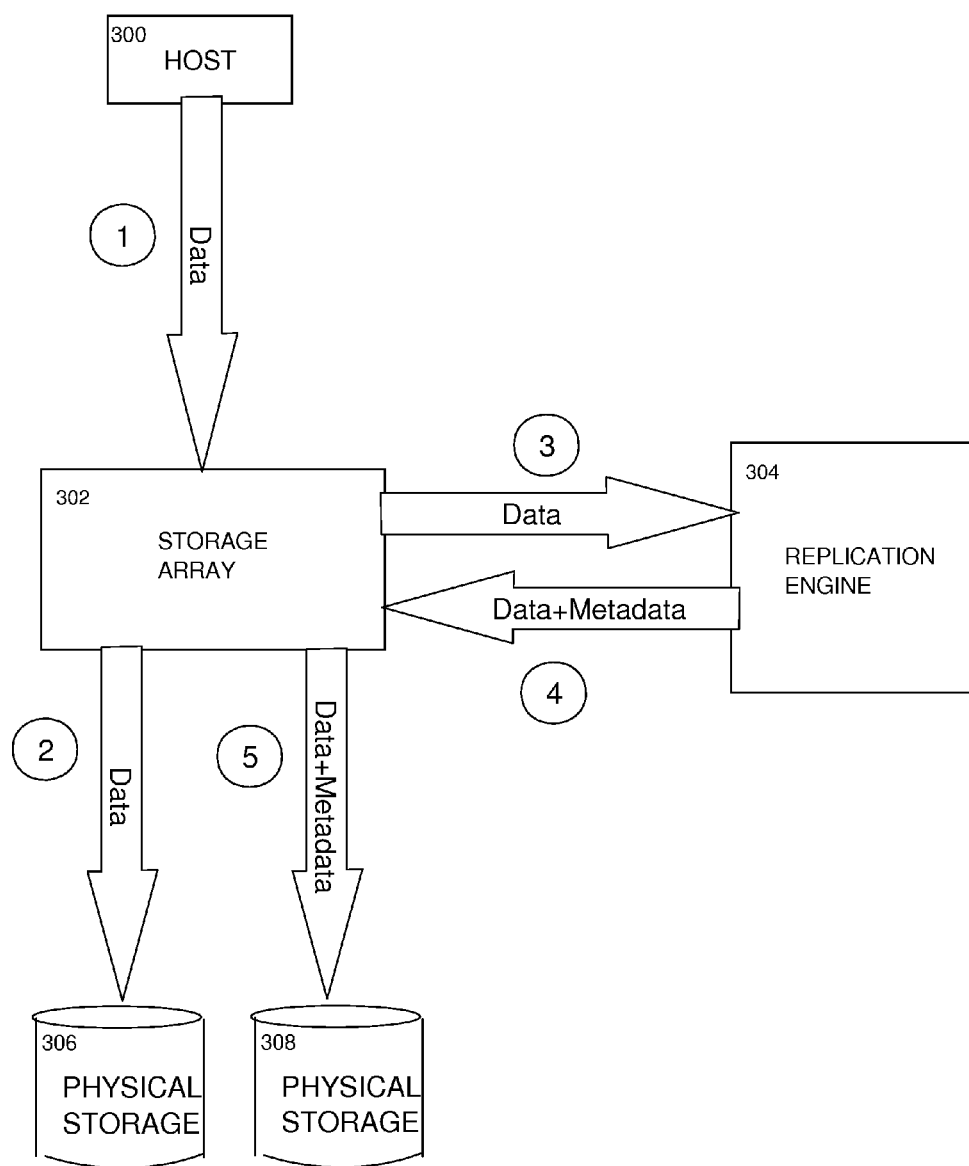 300
HOST
1
Data
3
304
302
Data
STORAGE
ARRAY
REPLICATION
ENGINE
Data+Metadata
4
2
5
Data
Data+Metadata
306
308
PHYSICAL
STORAGE
PHYSICAL
STORAGE